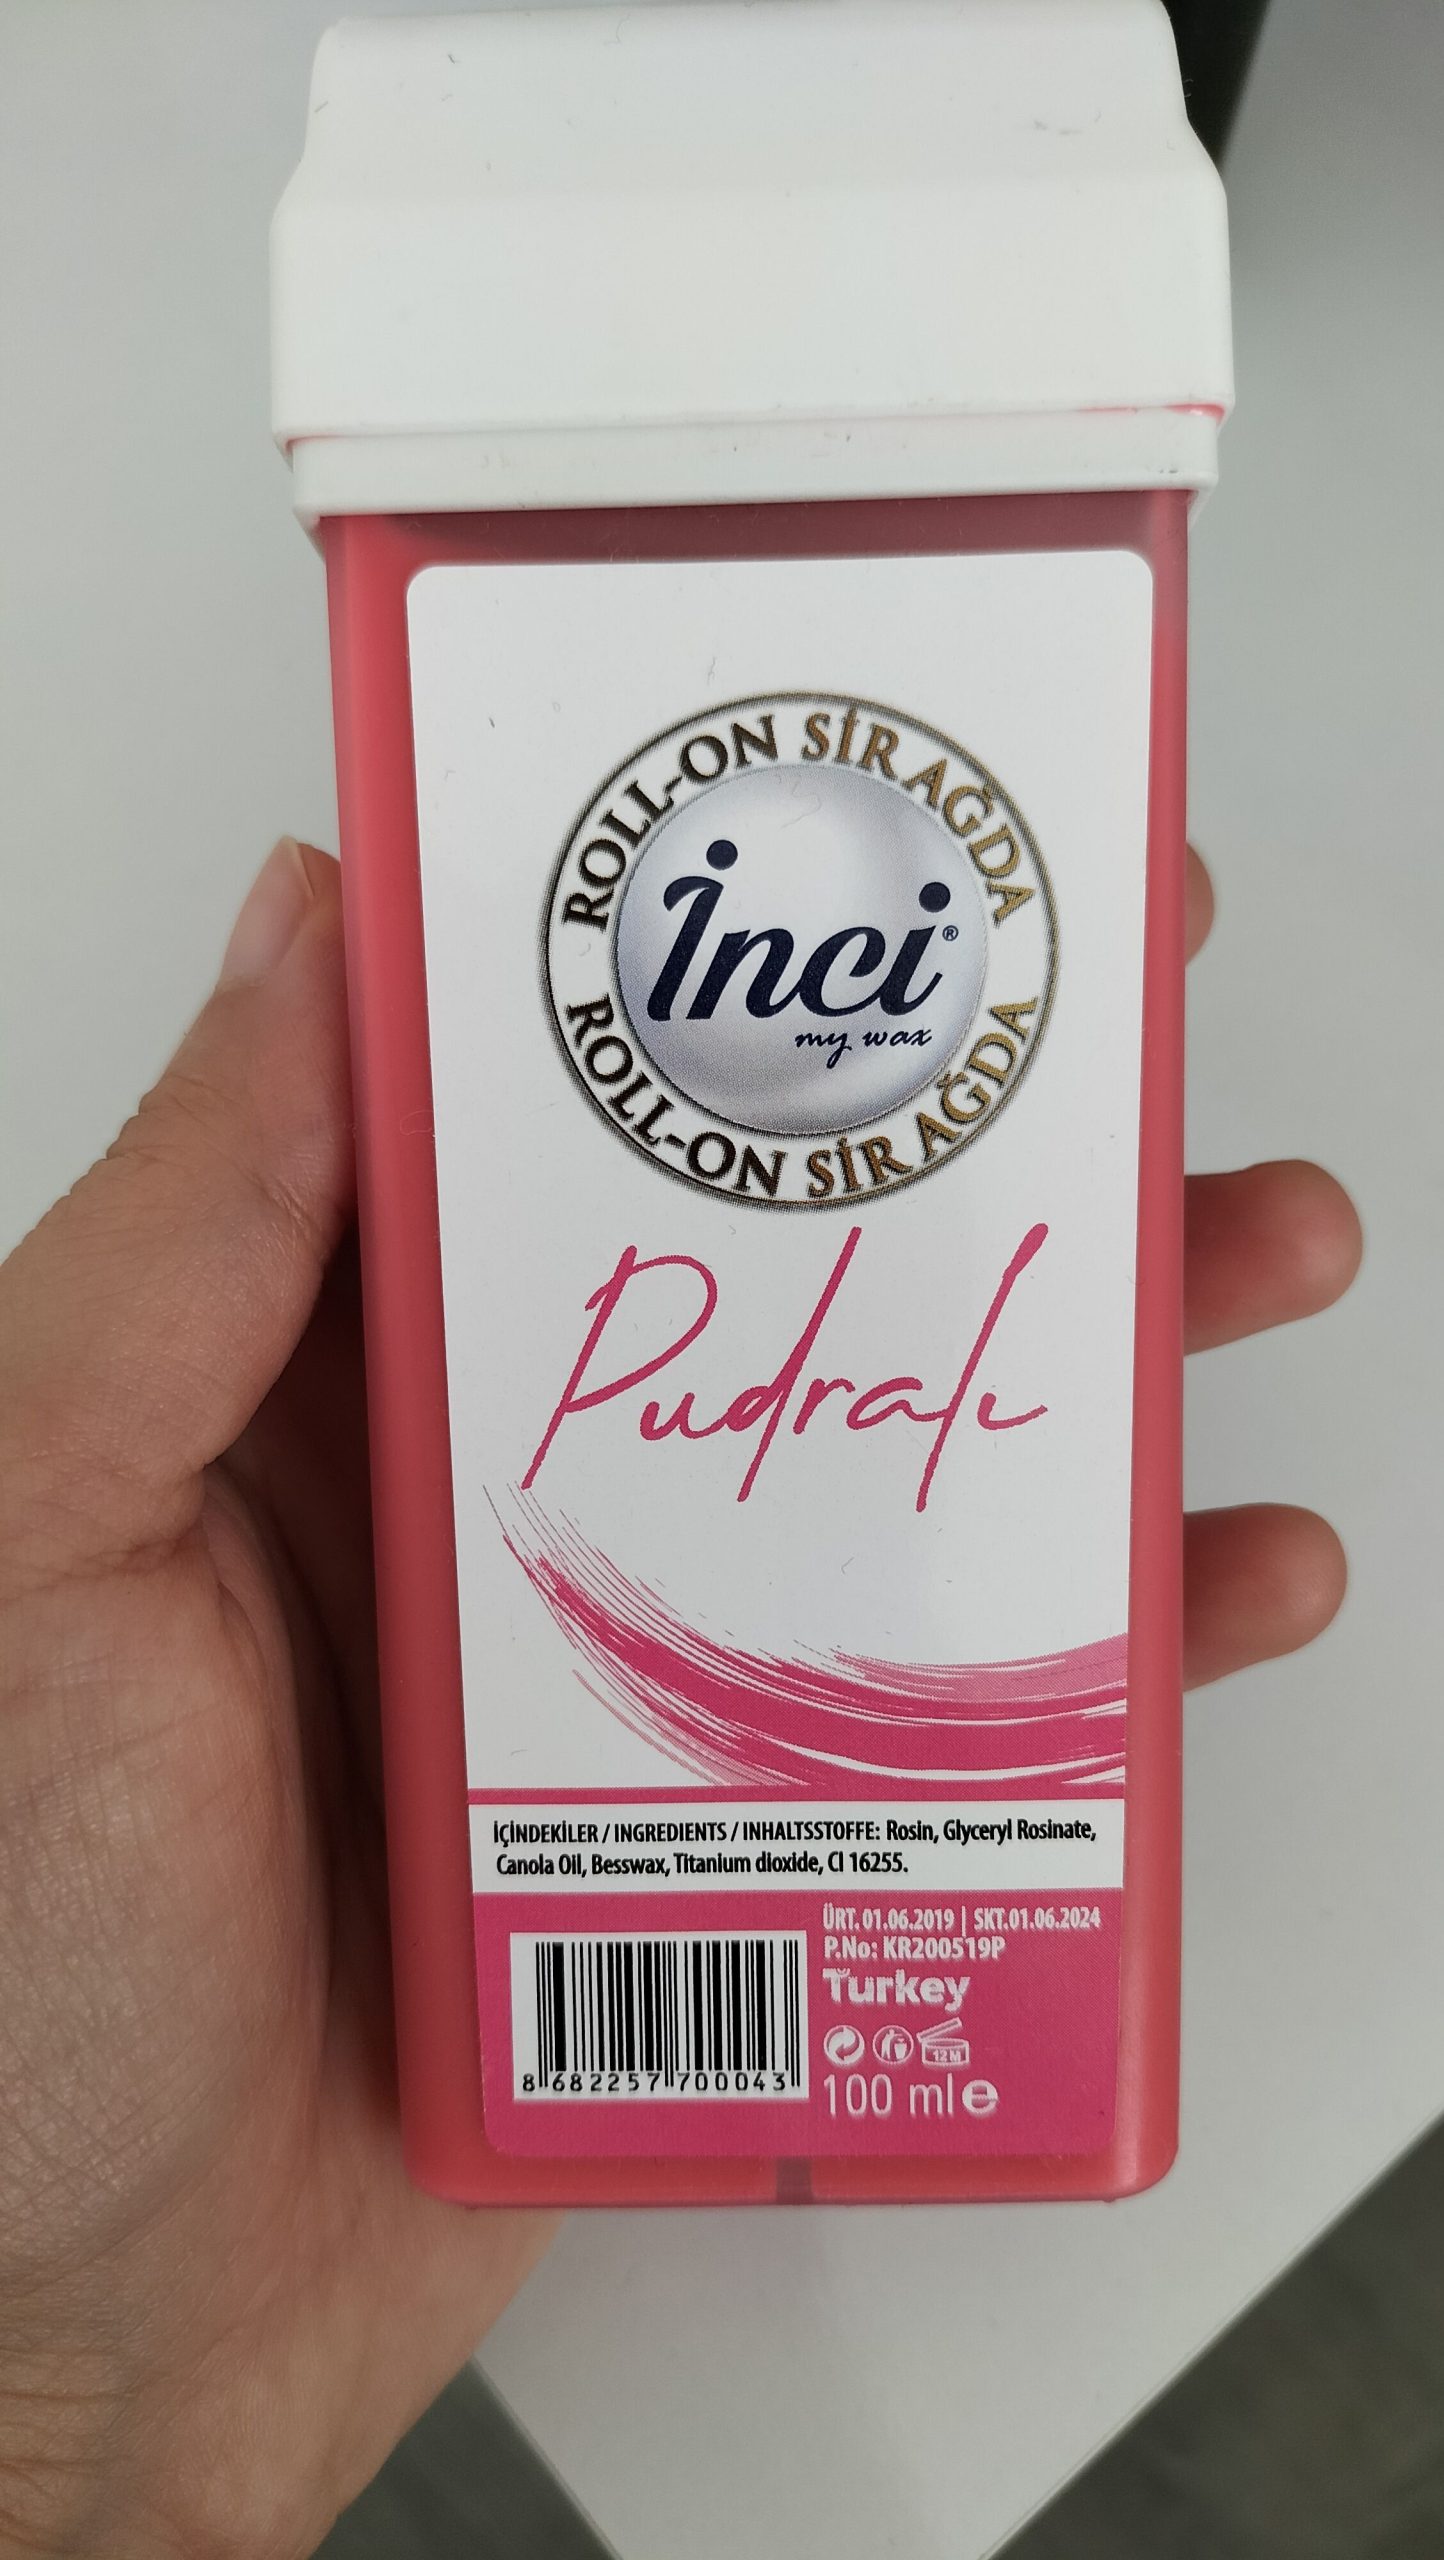 ROLL-ON SİR AĞDA
İnci®
my wax
ROLL-ON SİR AĞDA
Pudralı
İÇİNDEKİLER / INGREDIENTS / INHALTSSTOFFE: Rosin, Glyceryl Rosinate,
Canola Oil, Besswax, Titanium dioxide, CI 16255.
ÜRT. 01.06.2019 | SKT.01.06.2024
P.No: KR200519P
Turkey
12M
8 682257 700043
100 ml e